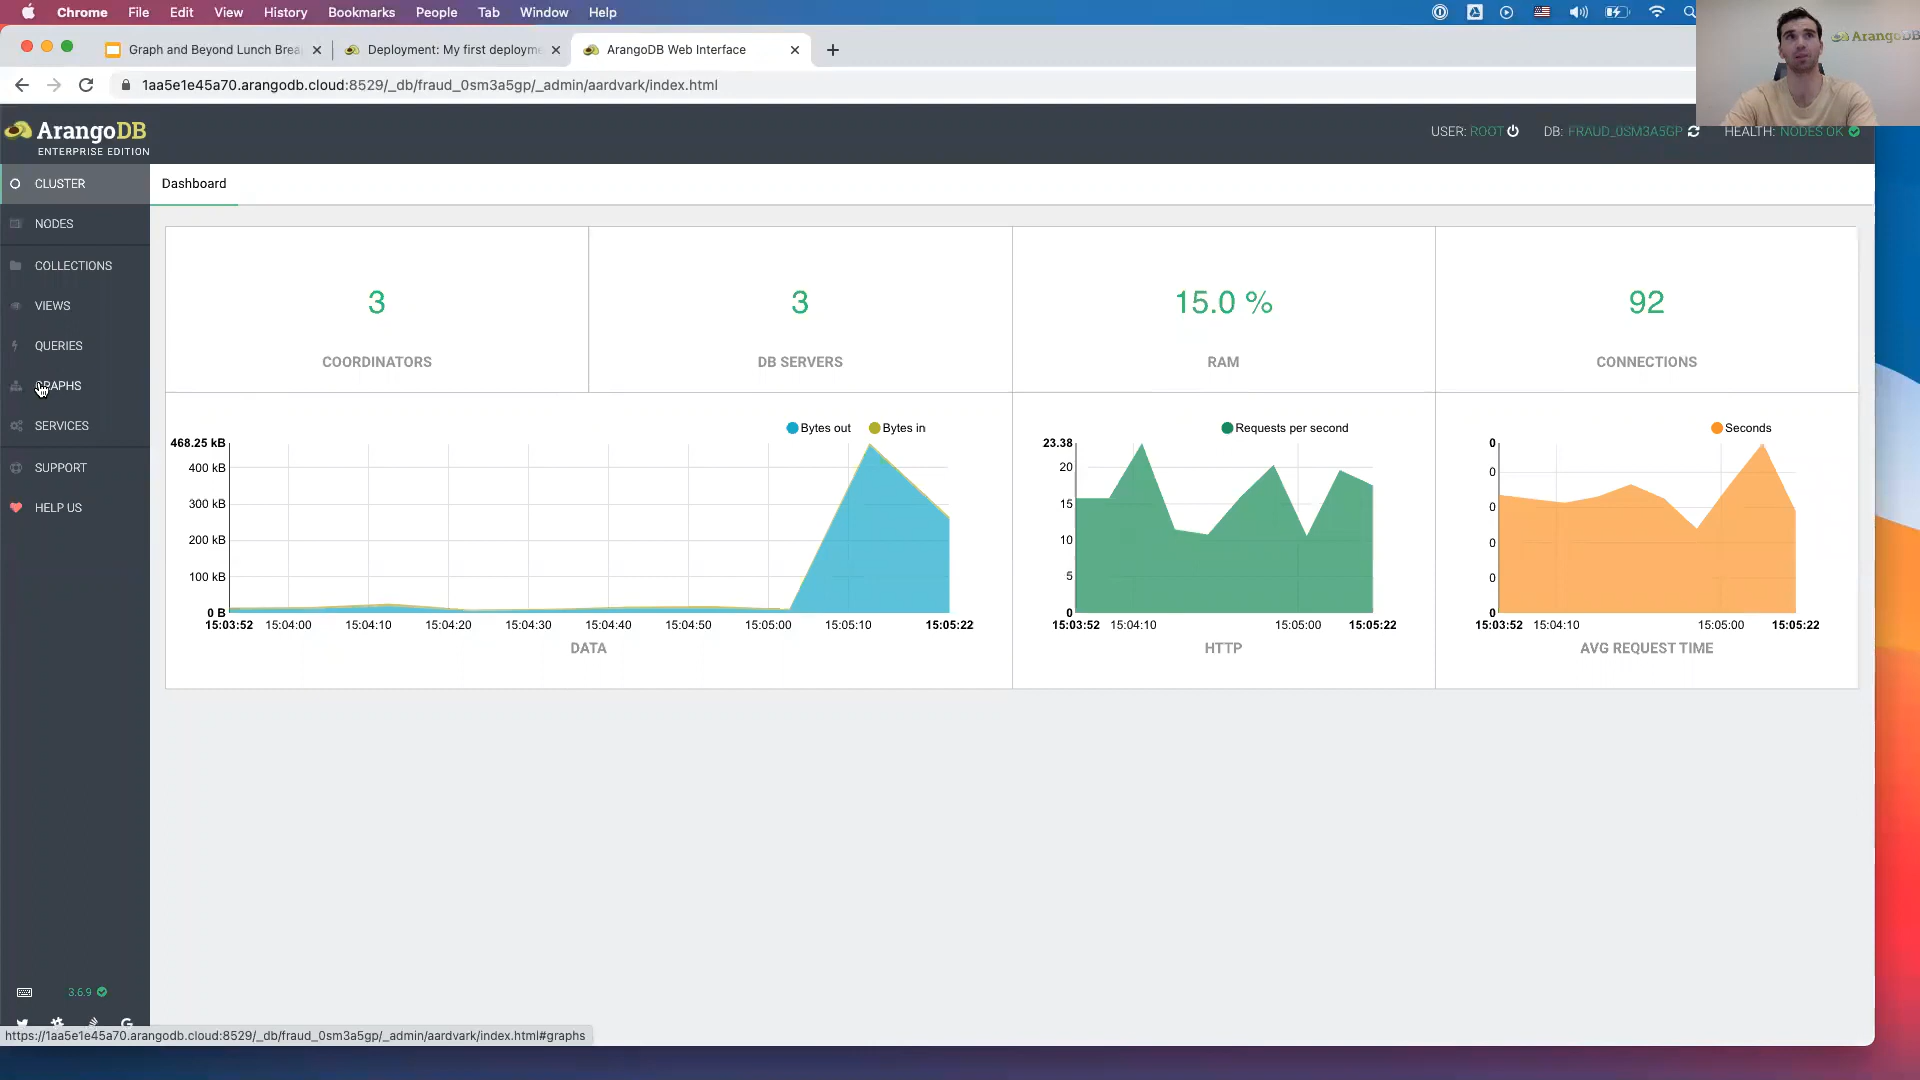 Chrome File Edit View History Bookmarks People Tab Window Help
Graph and Beyond Lunch Brea
Deployment: My first deployme
ArangoDB Web Interface
1aa5e1e45a70.arangodb.cloud:8529/_db/fraud_0sm3a5gp/_admin/aardvark/index.html
ArangoDB
ArangoDB
ENTERPRISE EDITION
USER: ROOT
DB: FRAUD_0SM3A5GP
HEALTH: NODES OK
CLUSTER
NODES
COLLECTIONS
VIEWS
QUERIES
GRAPHS
SERVICES
SUPPORT
HELP US
3.6.9
Dashboard
3
COORDINATORS
3
DB SERVERS
15.0 %
RAM
92
CONNECTIONS
Bytes out Bytes in
468.25 kB
400 kB
300 kB
200 kB
100 kB
0 B
15:03:52 15:04:00 15:04:10 15:04:20 15:04:30 15:04:40 15:04:50 15:05:00 15:05:10 15:05:22
DATA
Requests per second
23.38
20
15
10
5
0
15:03:52 15:04:10 15:05:00 15:05:22
HTTP
Seconds
0
0
0
0
0
0
15:03:52 15:04:10 15:05:00 15:05:22
AVG REQUEST TIME
https://1aa5e1e45a70.arangodb.cloud:8529/_db/fraud_0sm3a5gp/_admin/aardvark/index.html#graphs